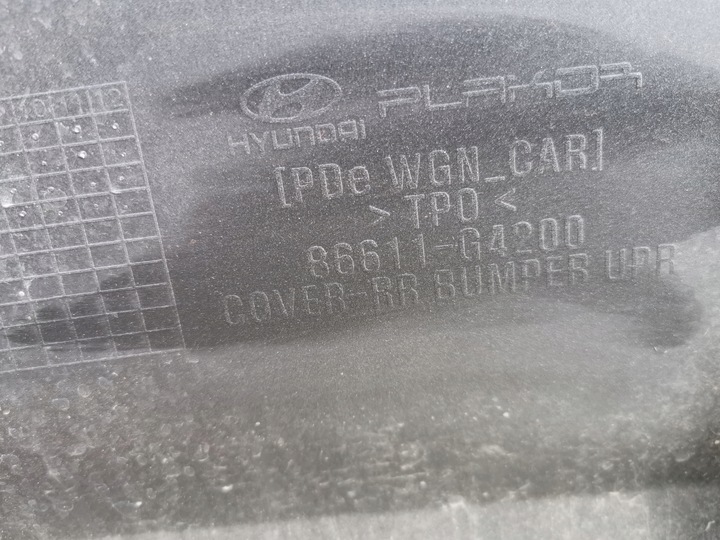 HYUNDAI PLAKOR
[PDe WGN_CAR]
> TPO <
86611-G4200
COVER-RR BUMPER UPR